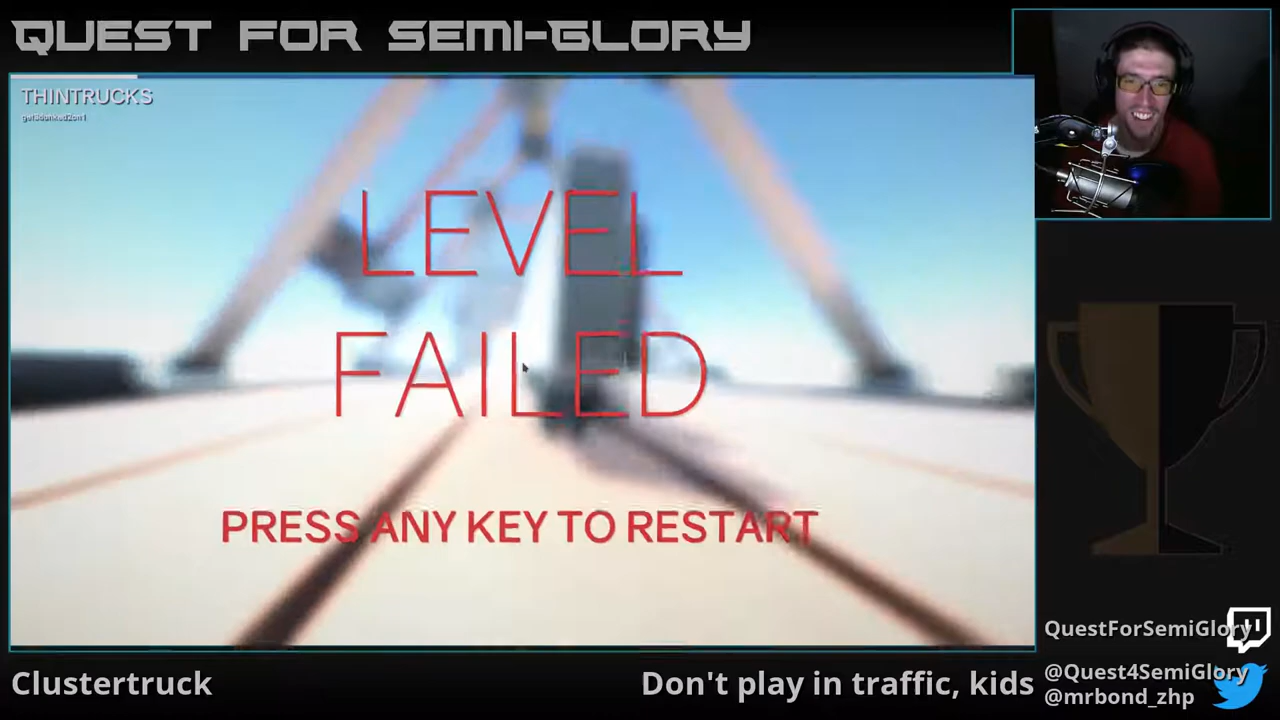 QUEST FOR SEMI-GLORY
THINTRUCKS
LEVEL
FAILED
PRESS ANY KEY TO RESTART
QuestForSemiGlory
@Quest4SemiGlory
@mrbond_zhp
Clustertruck
Don't play in traffic, kids